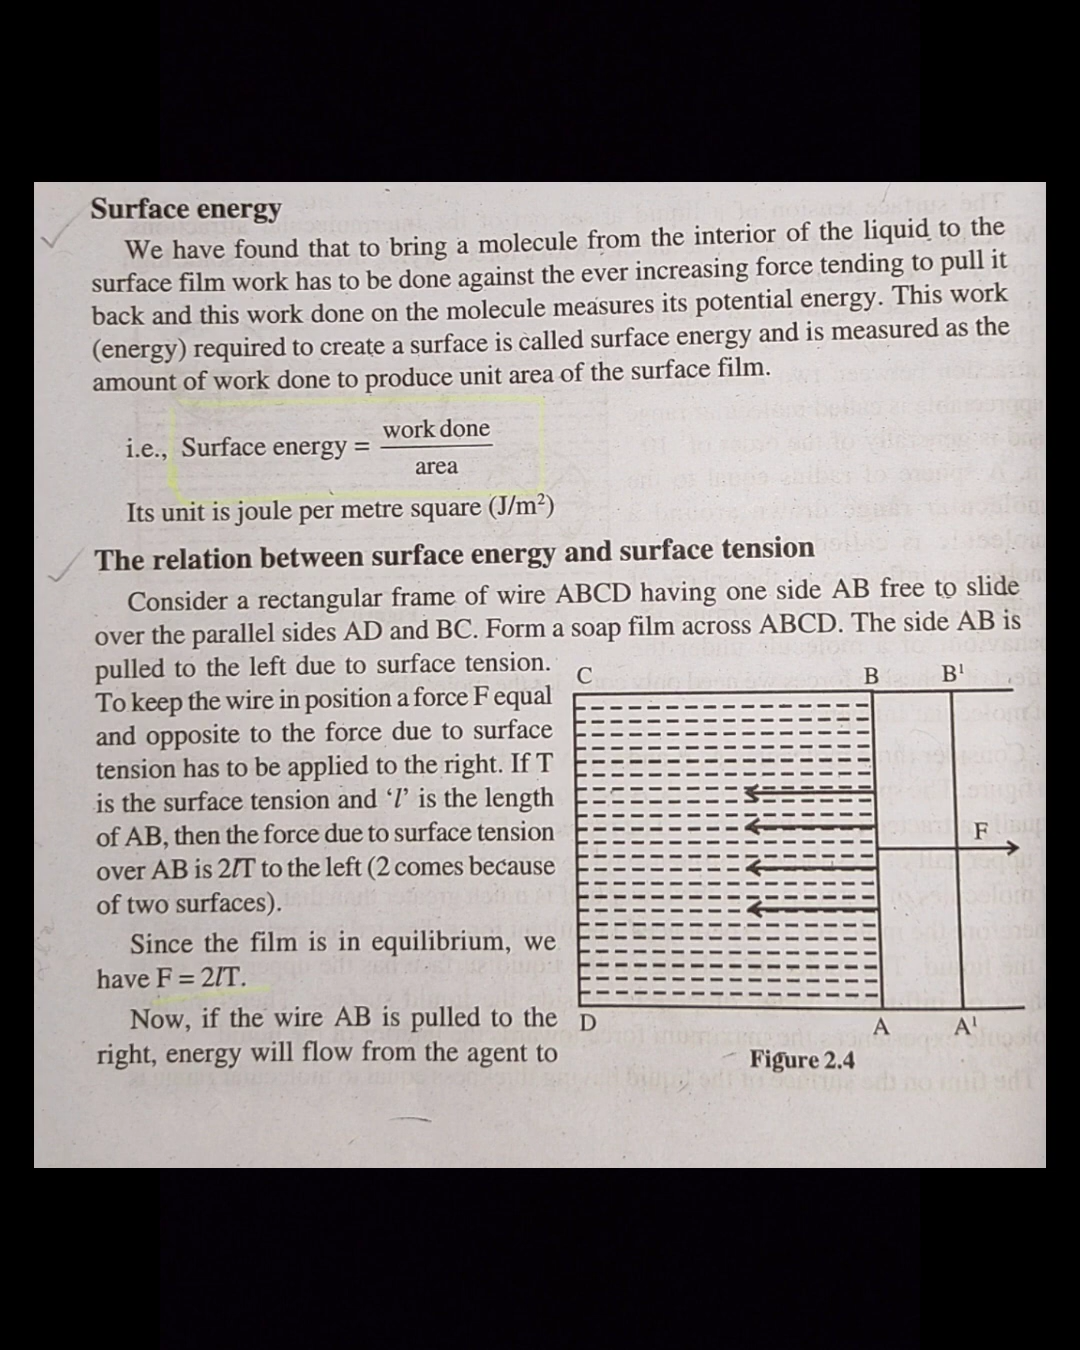 Surface energy
We have found that to bring a molecule from the interior of the liquid to the
surface film work has to be done against the ever increasing force tending to pull it
back and this work done on the molecule measures its potential energy. This work
(energy) required to create a surface is called surface energy and is measured as the
amount of work done to produce unit area of the surface film.
i.e., Surface energy = work done
area
Its unit is joule per metre square (J/m²)
The relation between surface energy and surface tension
Consider a rectangular frame of wire ABCD having one side AB free to slide
over the parallel sides AD and BC. Form a soap film across ABCD. The side AB is
pulled to the left due to surface tension.
To keep the wire in position a force F equal
and opposite to the force due to surface
tension has to be applied to the right. If T
is the surface tension and ‘l’ is the length
of AB, then the force due to surface tension
over AB is 2lT to the left (2 comes because
of two surfaces).
Since the film is in equilibrium, we
have F = 2lT.
Now, if the wire AB is pulled to the
right, energy will flow from the agent to
C B B¹
F
D A A¹
Figure 2.4